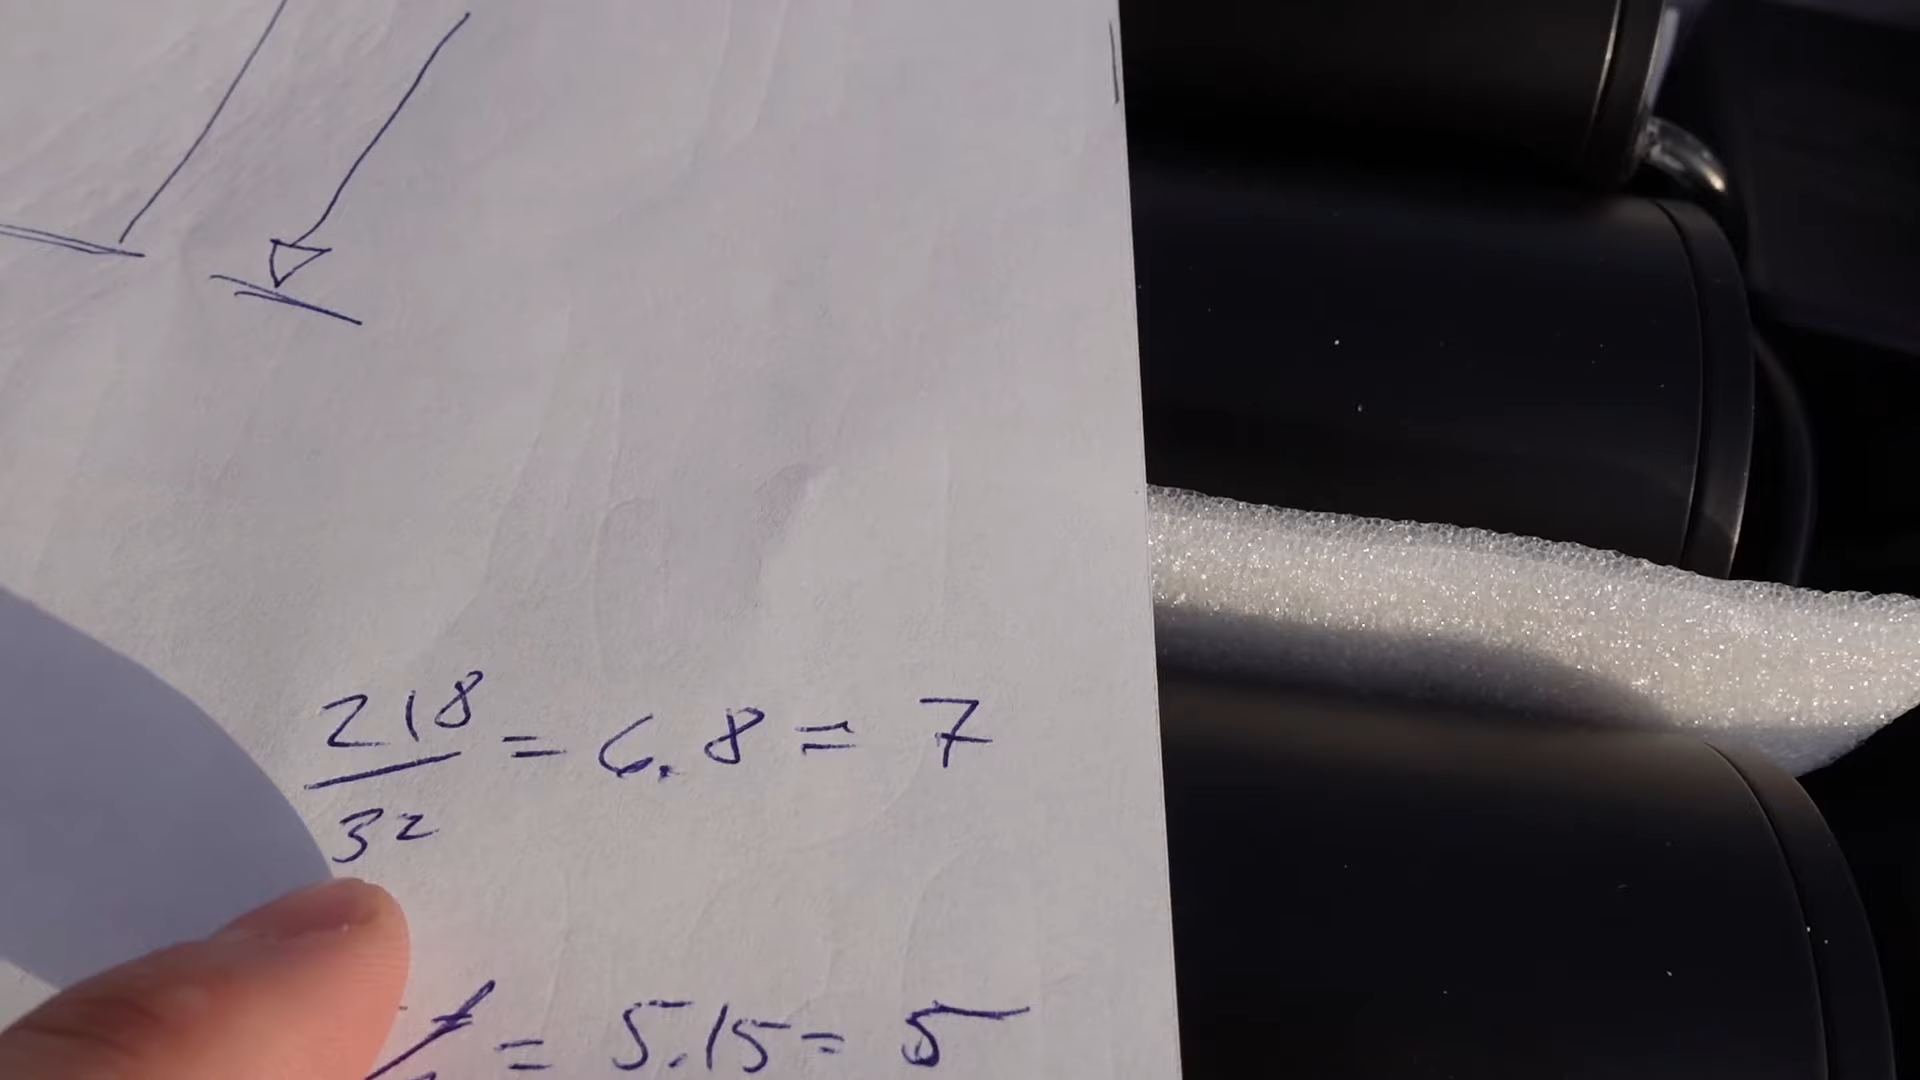 218
— = 6.8 = 7
32
= 5.15 = 5